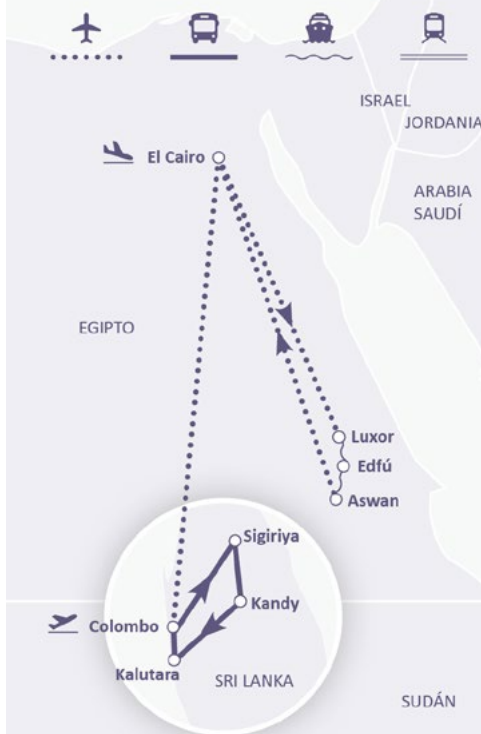 ISRAEL
JORDANIA
El Cairo
ARABIA
SAUDÍ
EGIPTO
Luxor
Edfú
Aswan
Sigiriya
Kandy
Colombo
Kalutara
SRI LANKA
SUDÁN